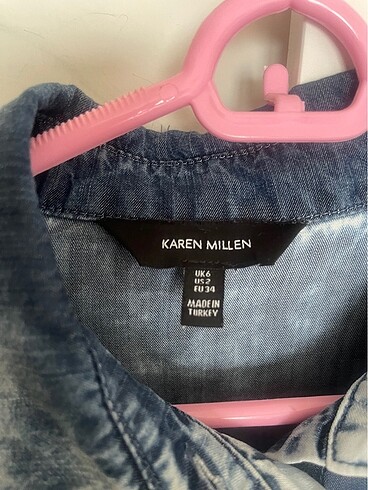 KAREN MILLEN
UK6
US2
EU34
MADE IN
TURKEY